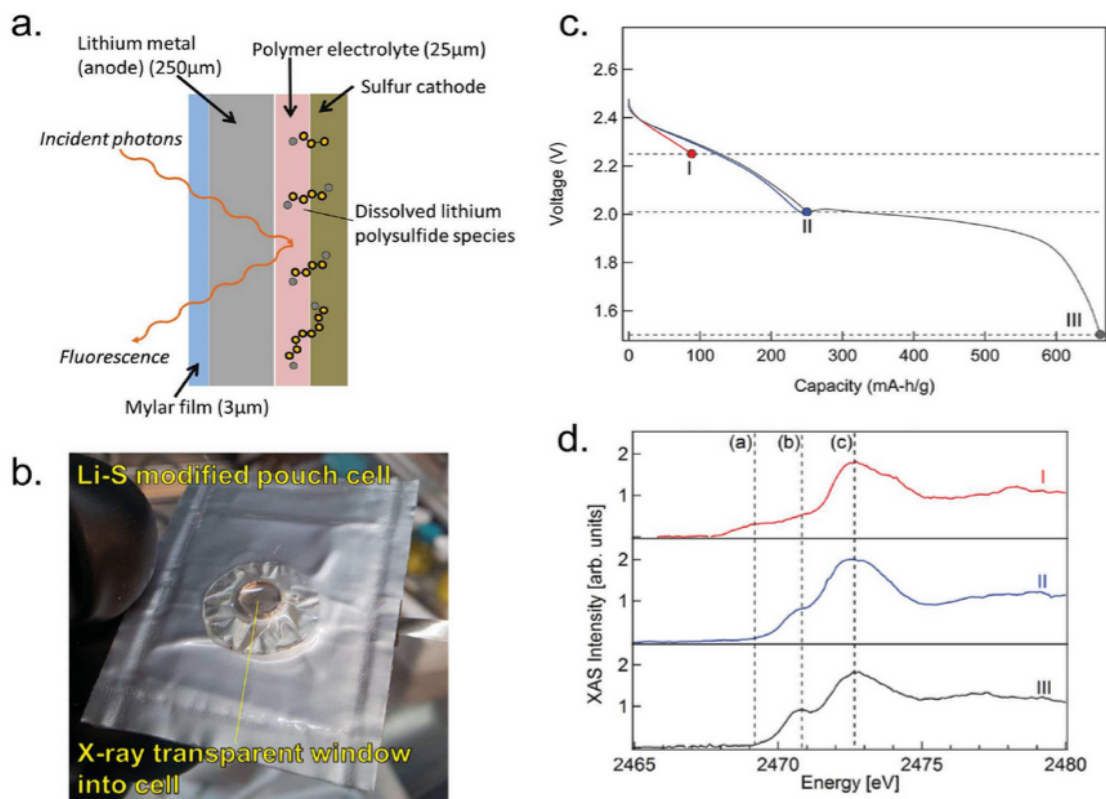 a.
Lithium metal
(anode) (250µm)
Polymer electrolyte (25µm)
Sulfur cathode
Incident photons
Dissolved lithium
polysulfide species
Fluorescence
Mylar film (3µm)
b.
Li-S modified pouch cell
X-ray transparent window
into cell
c.
Voltage (V)
2.6
2.4
2.2
2.0
1.8
1.6
I
II
III
0
100
200
300
400
500
600
Capacity (mA-h/g)
d.
(a)
(b)
(c)
XAS Intensity [arb. units]
2
1
I
2
1
II
2
1
III
2465
2470
2475
2480
Energy [eV]